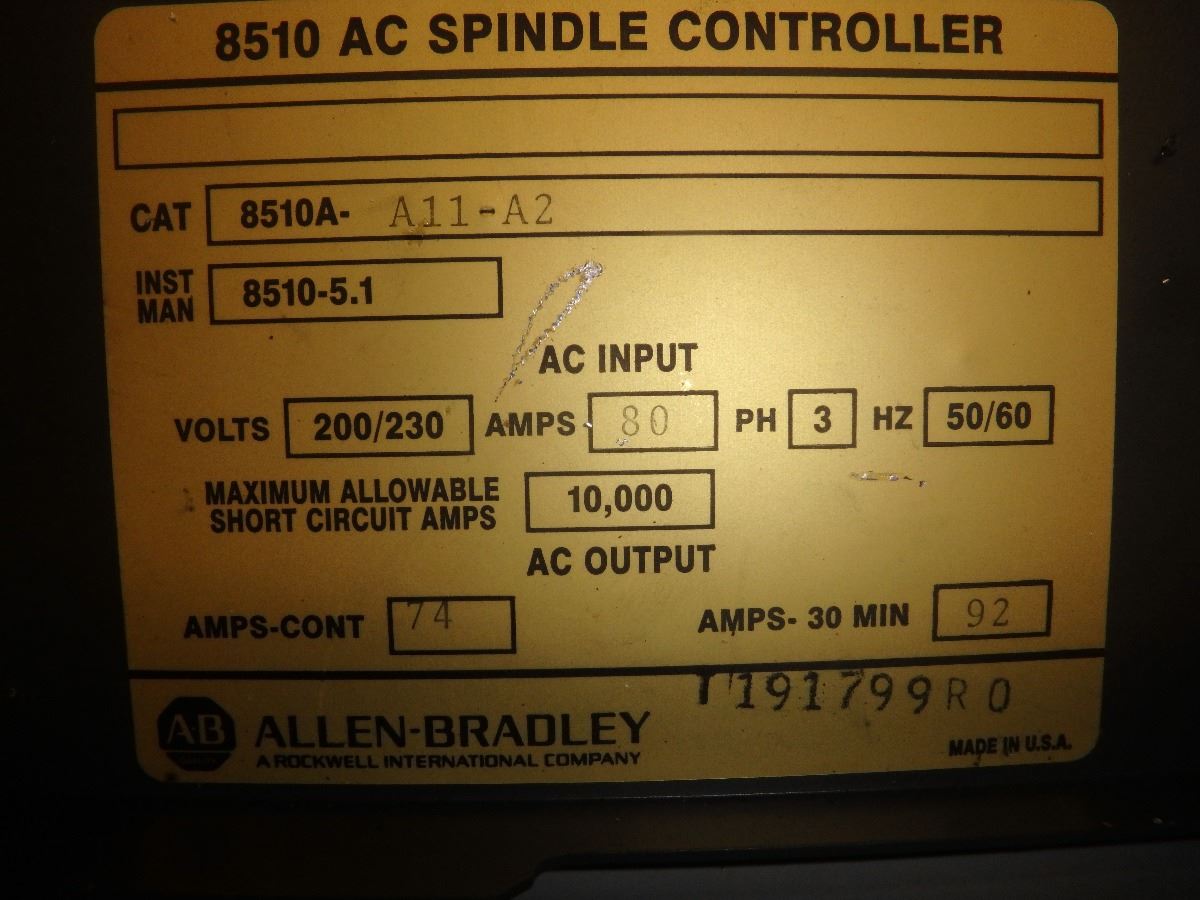 8510 AC SPINDLE CONTROLLER
CAT 8510A- A11-A2
INST MAN 8510-5.1
AC INPUT
VOLTS 200/230 AMPS 80 PH 3 HZ 50/60
MAXIMUM ALLOWABLE
SHORT CIRCUIT AMPS 10,000
AC OUTPUT
AMPS-CONT 74 AMPS- 30 MIN 92
191799R0
AB ALLEN-BRADLEY
A ROCKWELL INTERNATIONAL COMPANY
MADE IN U.S.A.